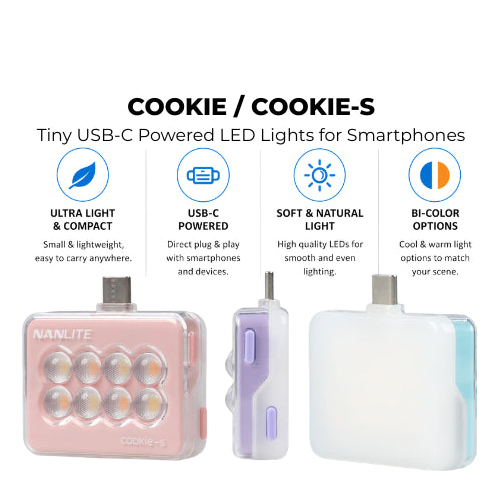 COOKIE / COOKIE-S
Tiny USB-C Powered LED Lights for Smartphones
ULTRA LIGHT
& COMPACT
Small & lightweight,
easy to carry anywhere.
USB-C
POWERED
Direct plug & play
with smartphones
and devices.
SOFT & NATURAL
LIGHT
High quality LEDs for
smooth and even
lighting.
BI-COLOR
OPTIONS
Cool & warm light
options to match
your scene.
NANLITE
cookie-s